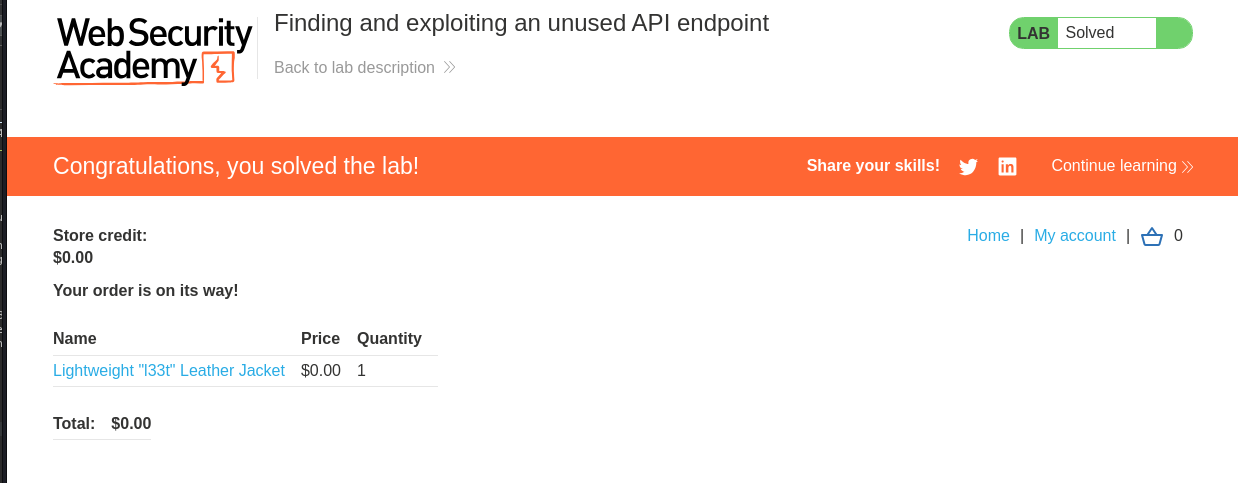 Web Security
Academy
Finding and exploiting an unused API endpoint
Back to lab description
LAB Solved
Congratulations, you solved the lab!
Share your skills!
Continue learning
Store credit:
$0.00
Home | My account | 0
Your order is on its way!
Name Price Quantity
Lightweight "l33t" Leather Jacket $0.00 1
Total: $0.00